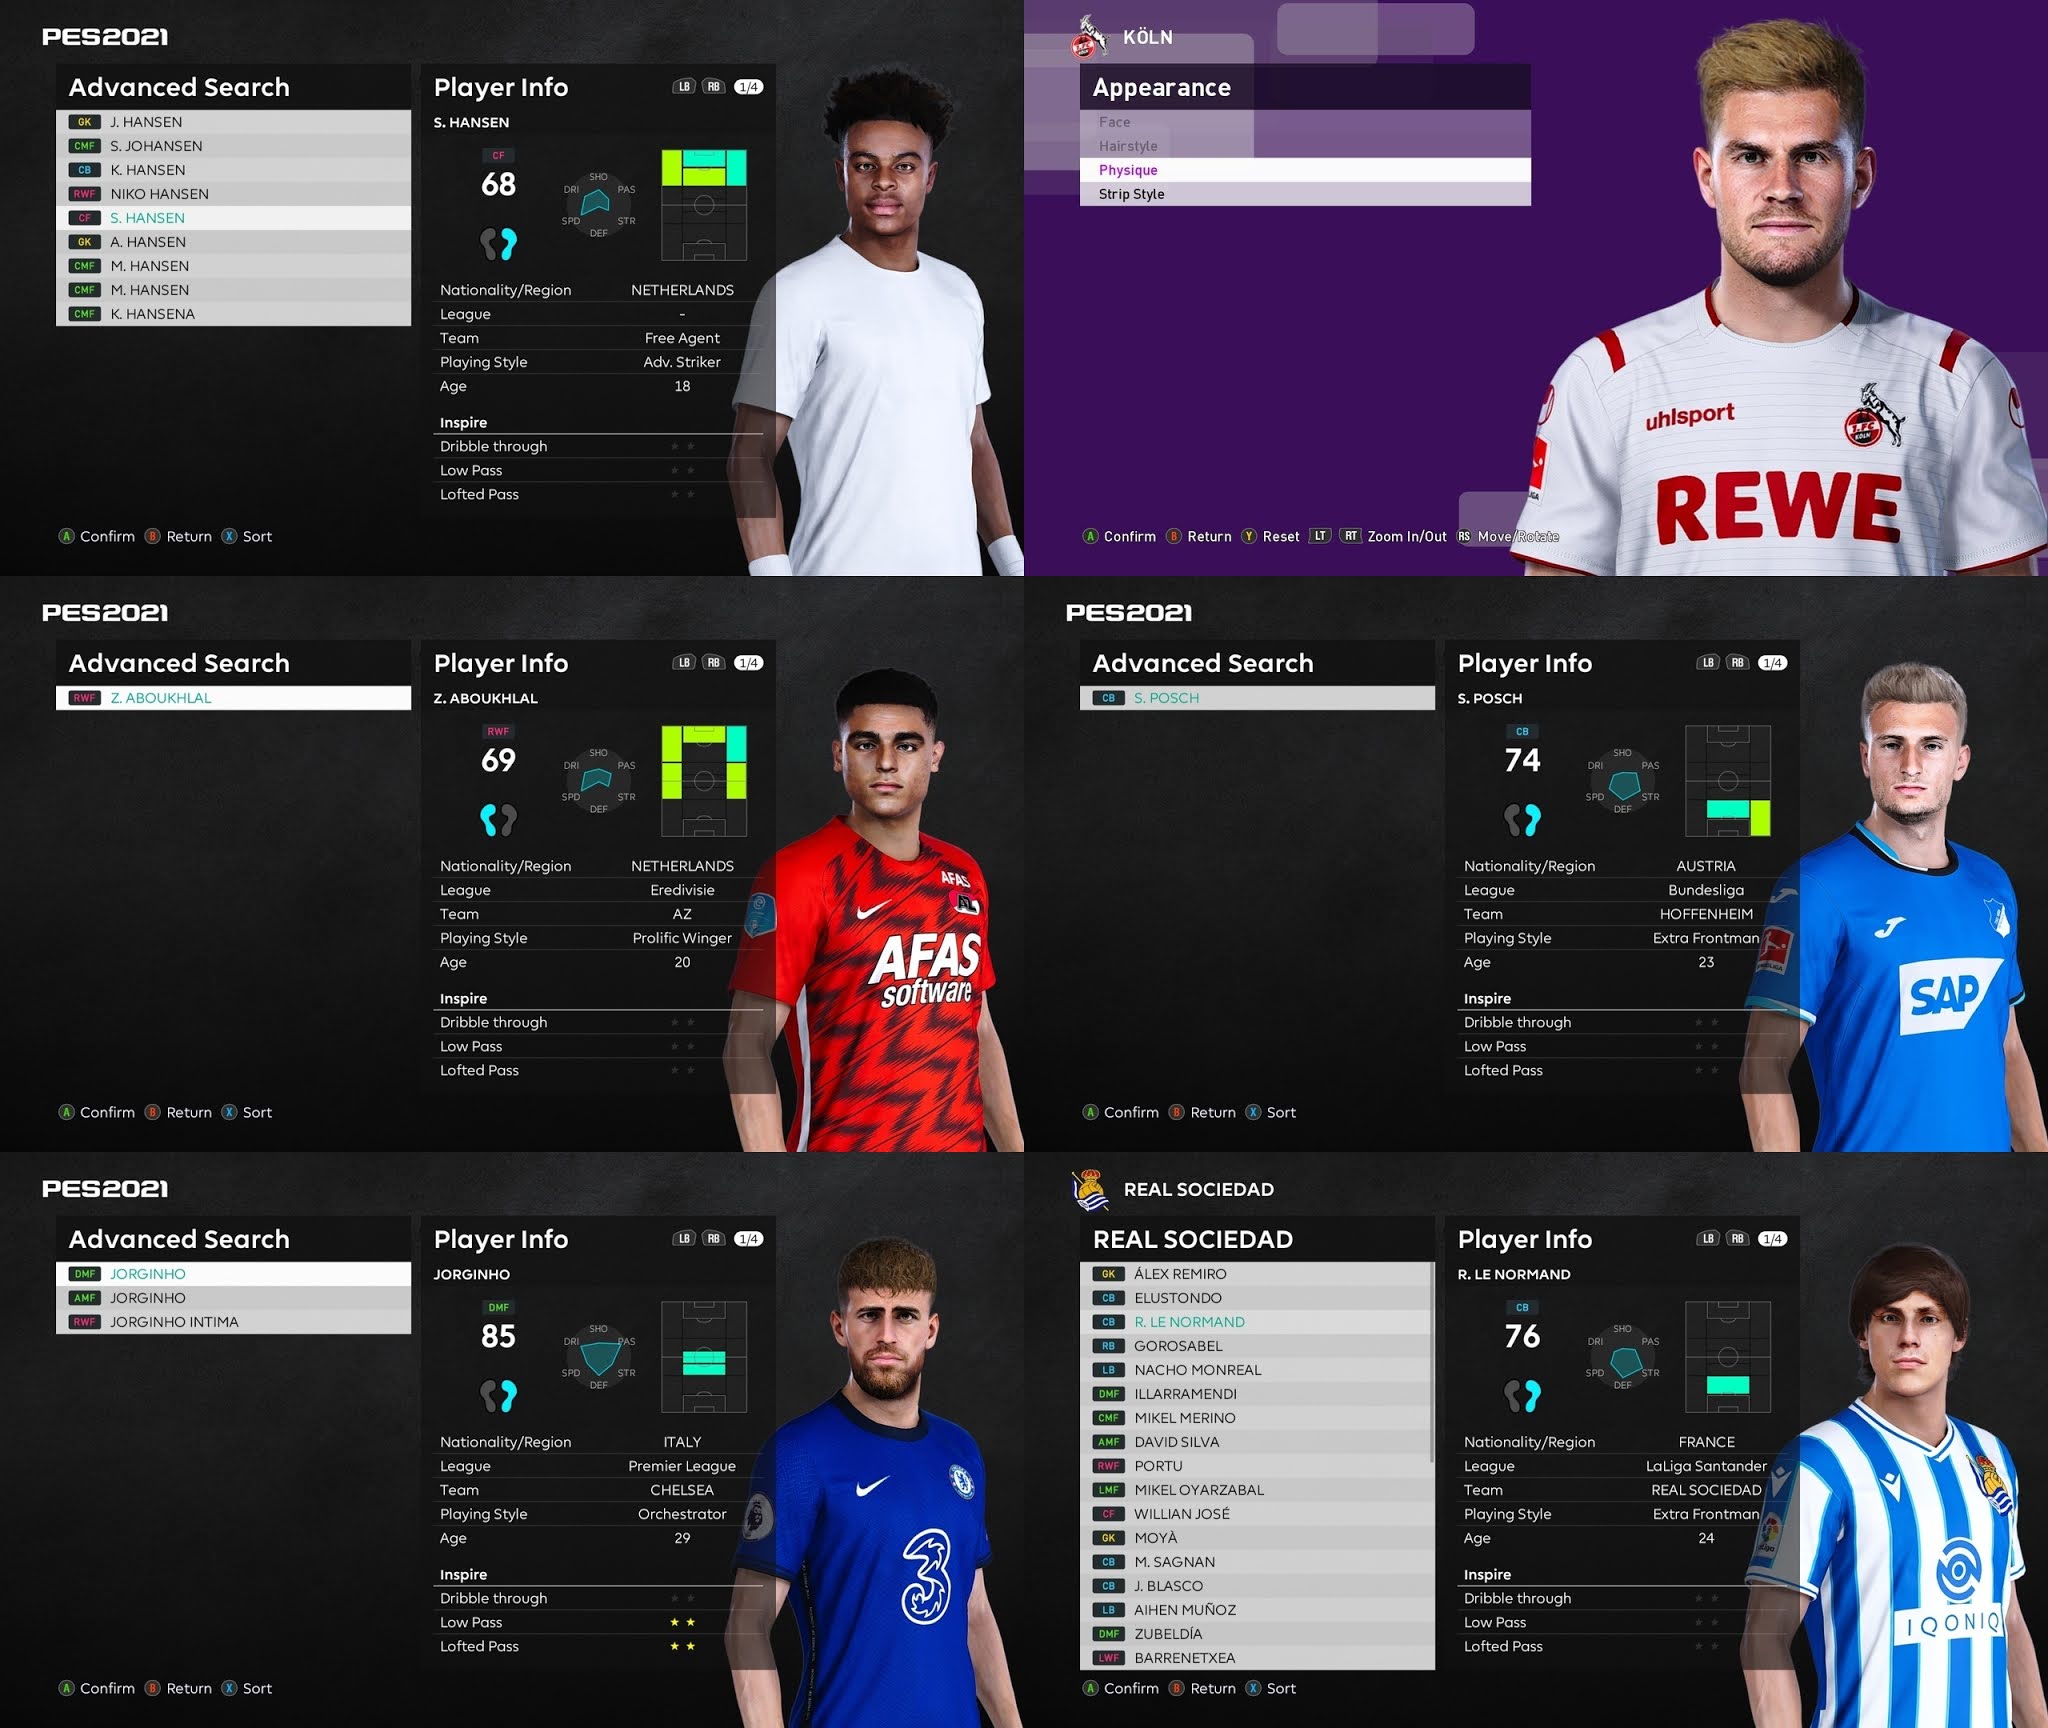 PES2021
Advanced Search
GK J. HANSEN
CMF S. JOHANSEN
CB K. HANSEN
RWF NIKO HANSEN
CF S. HANSEN
GK A. HANSEN
CMF M. HANSEN
CMF M. HANSEN
CMF K. HANSENA
A Confirm B Return X Sort
Player Info LB RB 1/4
S. HANSEN
CF
68
SHO
DRI PAS
SPD STR
DEF
Nationality/Region NETHERLANDS
League -
Team Free Agent
Playing Style Adv. Striker
Age 18
Inspire
Dribble through
Low Pass
Lofted Pass
KÖLN
Appearance
Face
Hairstyle
Physique
Strip Style
A Confirm B Return Y Reset LT RT Zoom In/Out RS Move/Rotate
uhlsport
1.FC
KÖLN
REWE
PES2021
Advanced Search
RWF Z. ABOUKHLAL
A Confirm B Return X Sort
Player Info LB RB 1/4
Z. ABOUKHLAL
RWF
69
SHO
DRI PAS
SPD STR
DEF
Nationality/Region NETHERLANDS
League Eredivisie
Team AZ
Playing Style Prolific Winger
Age 20
Inspire
Dribble through
Low Pass
Lofted Pass
AFAS
AZ
AFAS
software
PES2021
Advanced Search
CB S. POSCH
A Confirm B Return X Sort
Player Info LB RB 1/4
S. POSCH
CB
74
SHO
DRI PAS
SPD STR
DEF
Nationality/Region AUSTRIA
League Bundesliga
Team HOFFENHEIM
Playing Style Extra Frontman
Age 23
Inspire
Dribble through
Low Pass
Lofted Pass
SAP
PES2021
Advanced Search
DMF JORGINHO
AMF JORGINHO
RWF JORGINHO INTIMA
A Confirm B Return X Sort
Player Info LB RB 1/4
JORGINHO
DMF
85
SHO
DRI PAS
SPD STR
DEF
Nationality/Region ITALY
League Premier League
Team CHELSEA
Playing Style Orchestrator
Age 29
Inspire
Dribble through
Low Pass
Lofted Pass
3
REAL SOCIEDAD
REAL SOCIEDAD
GK ÁLEX REMIRO
CB ELUSTONDO
CB R. LE NORMAND
RB GOROSABEL
LB NACHO MONREAL
DMF ILLARRAMENDI
CMF MIKEL MERINO
AMF DAVID SILVA
RWF PORTU
LMF MIKEL OYARZABAL
CF WILLIAN JOSÉ
GK MOYÀ
CB M. SAGNAN
CB J. BLASCO
LB AIHEN MUÑOZ
DMF ZUBELDÍA
LWF BARRENETXEA
A Confirm B Return X Sort
Player Info LB RB 1/4
R. LE NORMAND
CB
76
SHO
DRI PAS
SPD STR
DEF
Nationality/Region FRANCE
League LaLiga Santander
Team REAL SOCIEDAD
Playing Style Extra Frontman
Age 24
Inspire
Dribble through
Low Pass
Lofted Pass
IQONIQ